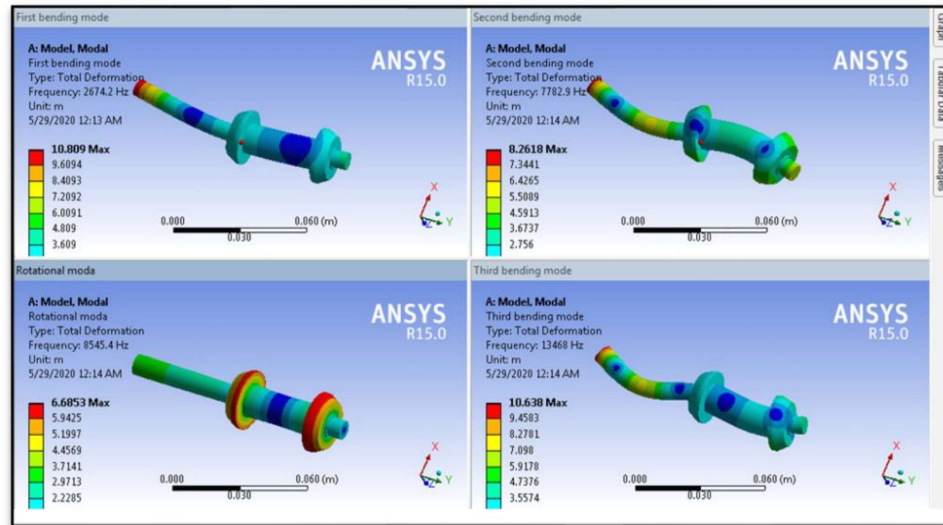 First bending mode
A: Model, Modal
First bending mode
Type: Total Deformation
Frequency: 2674.2 Hz
Unit: m
5/29/2020 12:13 AM
ANSYS
R15.0
10.809 Max
9.6094
8.4093
7.2092
6.0091
4.809
3.609
0.000
0.060 (m)
0.030
X
Y
Z
Second bending mode
A: Model, Modal
Second bending mode
Type: Total Deformation
Frequency: 7782.9 Hz
Unit: m
5/29/2020 12:14 AM
ANSYS
R15.0
8.2618 Max
7.3441
6.4265
5.5089
4.5913
3.6737
2.756
0.000
0.060 (m)
0.030
X
Y
Z
Graph
Tabular Data
Messages
Rotational moda
A: Model, Modal
Rotational moda
Type: Total Deformation
Frequency: 8545.4 Hz
Unit: m
5/29/2020 12:14 AM
ANSYS
R15.0
6.6853 Max
5.9425
5.1997
4.4569
3.7141
2.9713
2.2285
0.000
0.060 (m)
0.030
X
Y
Z
Third bending mode
A: Model, Modal
Third bending mode
Type: Total Deformation
Frequency: 13468 Hz
Unit: m
5/29/2020 12:14 AM
ANSYS
R15.0
10.638 Max
9.4583
8.2781
7.098
5.9178
4.7376
3.5574
0.000
0.060 (m)
0.030
X
Y
Z